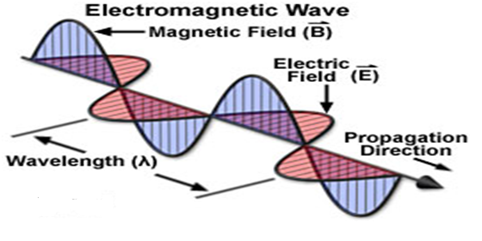 Electromagnetic Wave
Magnetic Field (B⃗)
Electric
Field (E⃗)
Propagation
Direction
Wavelength (λ)